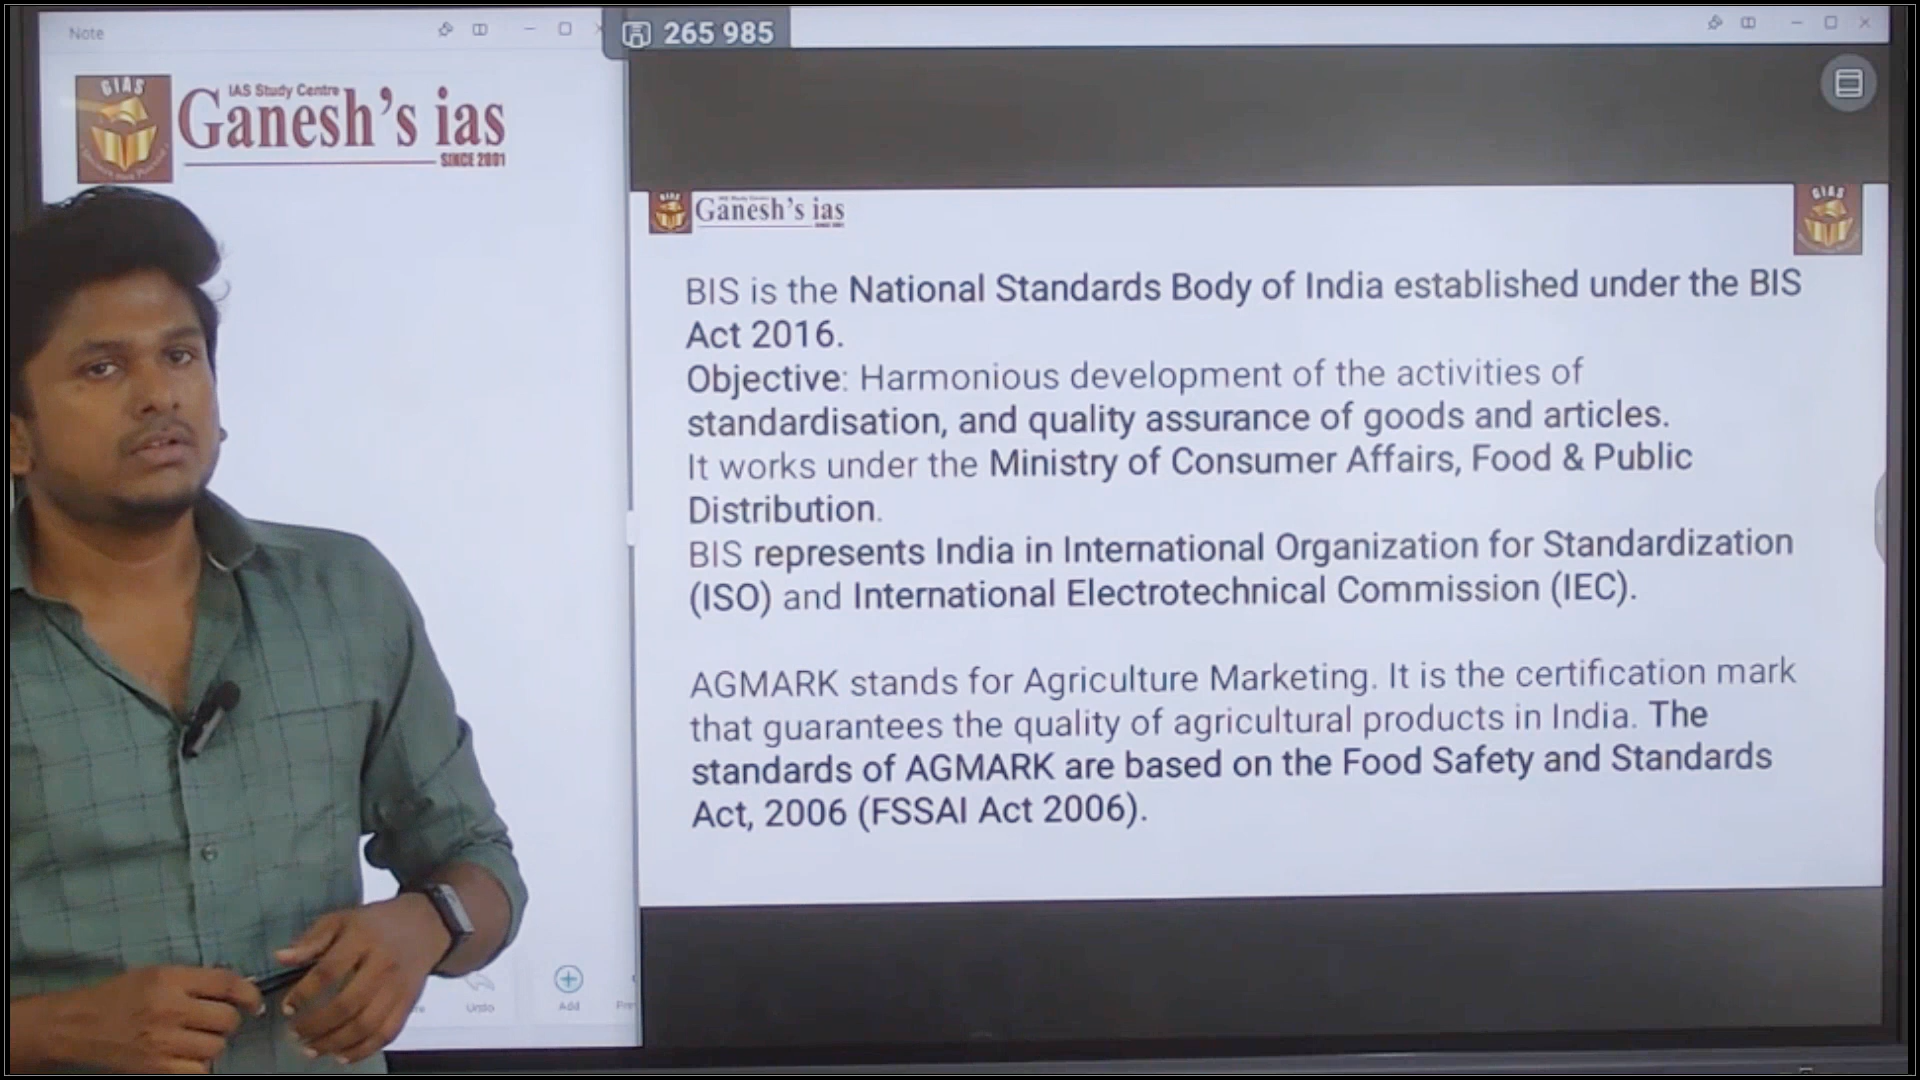 Note
265 985
GIAS
IAS Study Centre
Ganesh's ias
SINCE 2001
GIAS
Ganesh's ias
SINCE 2001
GIAS
BIS is the National Standards Body of India established under the BIS
Act 2016.
Objective: Harmonious development of the activities of
standardisation, and quality assurance of goods and articles.
It works under the Ministry of Consumer Affairs, Food & Public
Distribution.
BIS represents India in International Organization for Standardization
(ISO) and International Electrotechnical Commission (IEC).
AGMARK stands for Agriculture Marketing. It is the certification mark
that guarantees the quality of agricultural products in India. The
standards of AGMARK are based on the Food Safety and Standards
Act, 2006 (FSSAI Act 2006).
Undo
Add